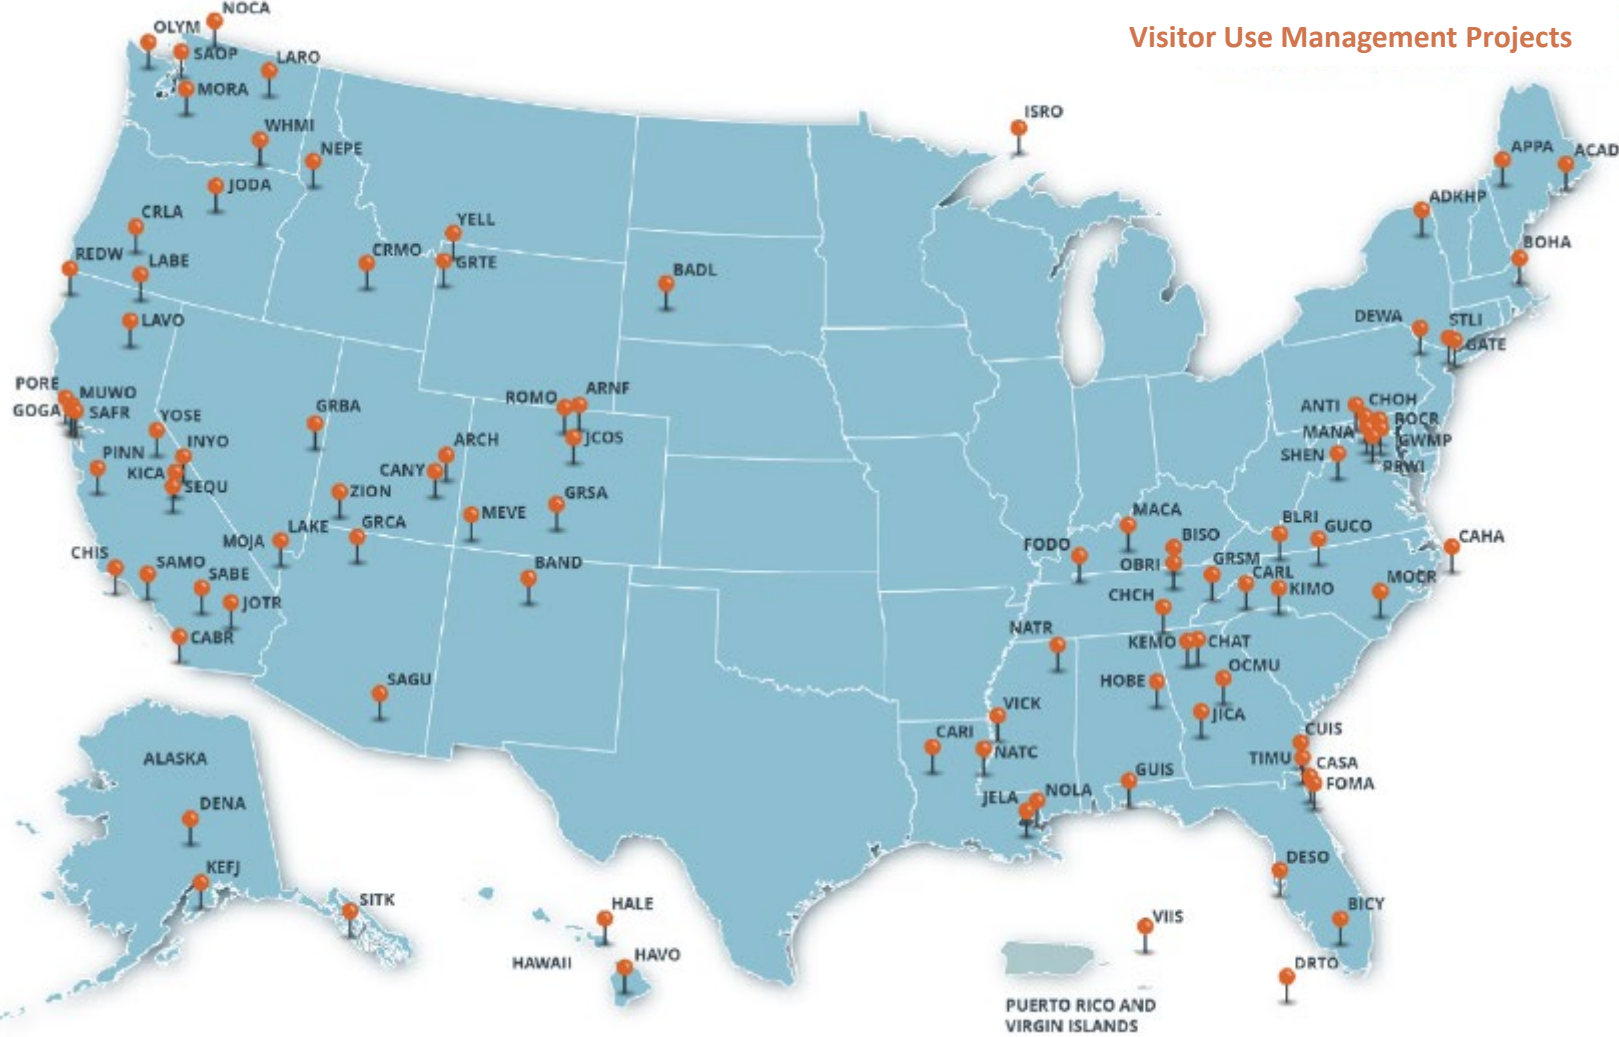 Visitor Use Management Projects
NOCA
OLYM
SAOP
LARO
MORA
WHMI
NEPE
JODA
CRLA
REDW
LABE
LAVO
CRMO
YELL
GRTE
BADL
ISRO
APPA
ACAD
ADKHP
BOHA
DEWA
STLI
GATE
PORE
MUWO
GOGA
SAFR
YOSE
INYO
PINN
KICA
SEQU
GRBA
ROMO
ARNF
JCOS
ARCH
CANY
ZION
MEVE
GRSA
GRCA
LAKE
MOJA
CHIS
SAMO
SABE
JOTR
CABR
BAND
SAGU
ANTI
CHOH
ROCR
MANA
GWMP
SHEN
PRWI
MACA
FODO
BISO
OBRI
BLRI
GUCO
CAHA
GRSM
CARL
KIMO
MOCR
CHCH
NATR
KEMO
CHAT
HOBE
OCMU
JICA
VICK
CARI
NATC
JELA
NOLA
GUIS
CUIS
TIMU
CASA
FOMA
DESO
BICY
DRTO
ALASKA
DENA
KEFJ
SITK
HALE
HAVO
HAWAII
VIIS
PUERTO RICO AND
VIRGIN ISLANDS